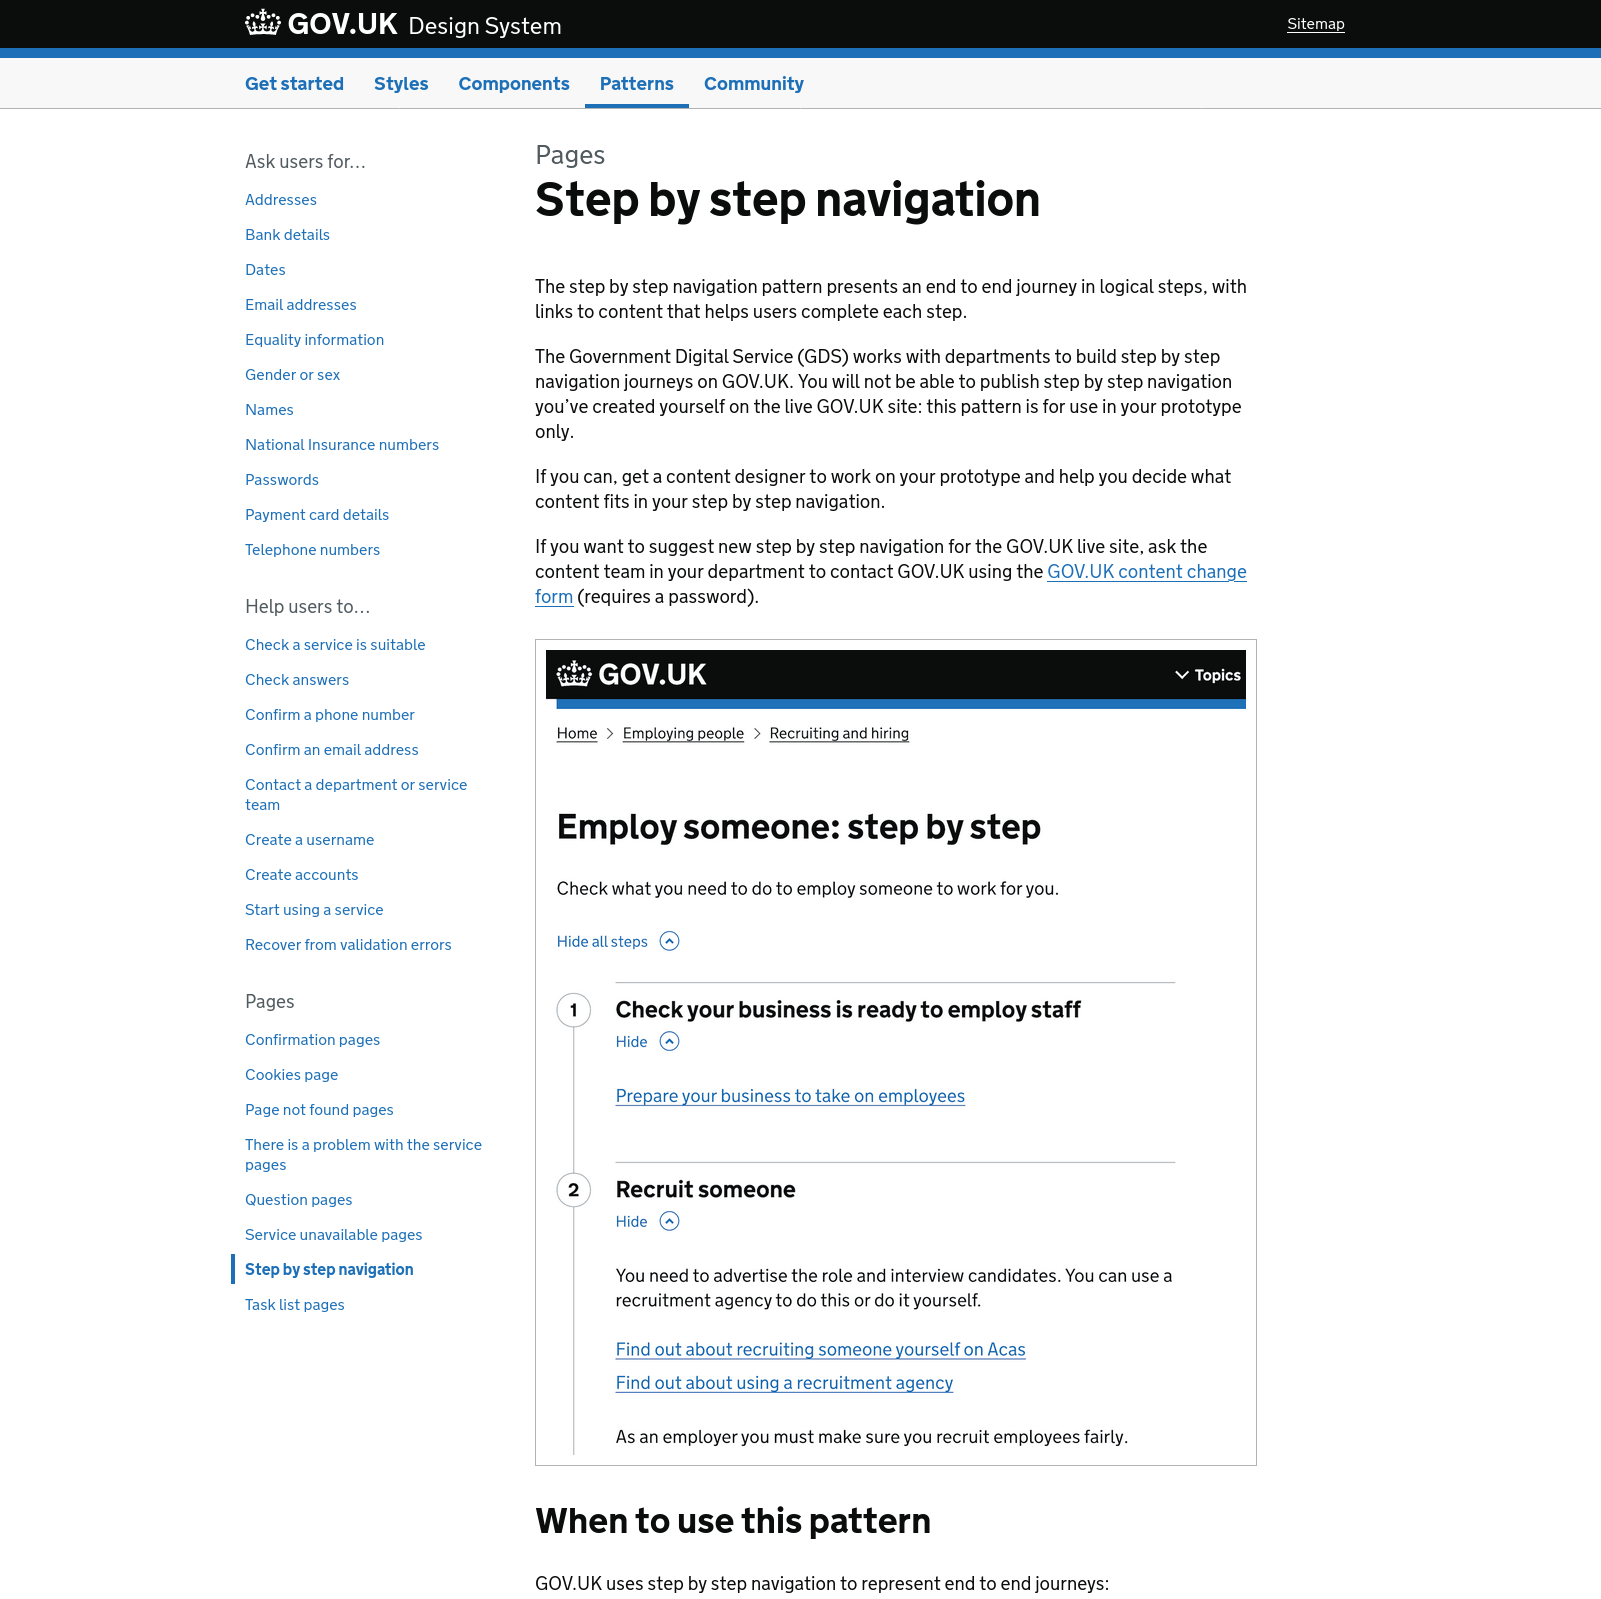 GOV.UK Design System
Sitemap
Get started
Styles
Components
Patterns
Community
Ask users for…
Addresses
Bank details
Dates
Email addresses
Equality information
Gender or sex
Names
National Insurance numbers
Passwords
Payment card details
Telephone numbers
Help users to…
Check a service is suitable
Check answers
Confirm a phone number
Confirm an email address
Contact a department or service
team
Create a username
Create accounts
Start using a service
Recover from validation errors
Pages
Confirmation pages
Cookies page
Page not found pages
There is a problem with the service
pages
Question pages
Service unavailable pages
Step by step navigation
Task list pages
Pages
Step by step navigation
The step by step navigation pattern presents an end to end journey in logical steps, with
links to content that helps users complete each step.
The Government Digital Service (GDS) works with departments to build step by step
navigation journeys on GOV.UK. You will not be able to publish step by step navigation
you’ve created yourself on the live GOV.UK site: this pattern is for use in your prototype
only.
If you can, get a content designer to work on your prototype and help you decide what
content fits in your step by step navigation.
If you want to suggest new step by step navigation for the GOV.UK live site, ask the
content team in your department to contact GOV.UK using the GOV.UK content change
form (requires a password).
GOV.UK
Topics
Home > Employing people > Recruiting and hiring
Employ someone: step by step
Check what you need to do to employ someone to work for you.
Hide all steps
1 Check your business is ready to employ staff
Hide
Prepare your business to take on employees
2 Recruit someone
Hide
You need to advertise the role and interview candidates. You can use a
recruitment agency to do this or do it yourself.
Find out about recruiting someone yourself on Acas
Find out about using a recruitment agency
As an employer you must make sure you recruit employees fairly.
When to use this pattern
GOV.UK uses step by step navigation to represent end to end journeys: